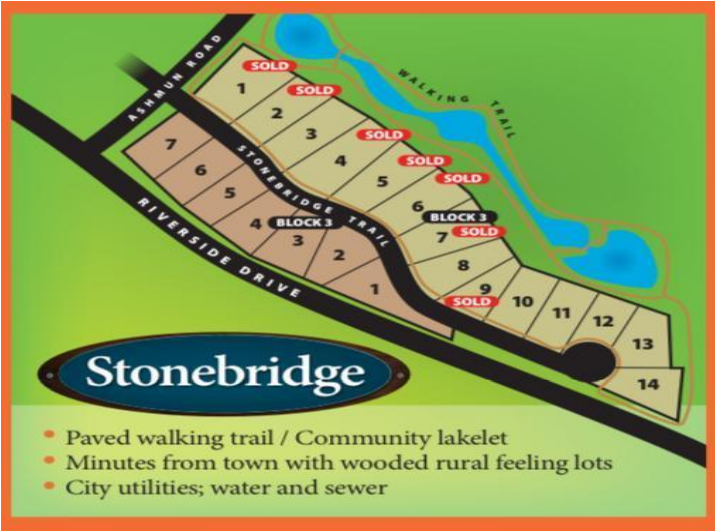 ASHMUN ROAD
WALKING TRAIL
SOLD
1
SOLD
2
3
SOLD
4
SOLD
5
SOLD
6
BLOCK 3
7
SOLD
8
9
SOLD
10
11
12
13
14
STONEBRIDGE TRAIL
7
6
5
4
BLOCK 3
3
2
1
RIVERSIDE DRIVE
Stonebridge
• Paved walking trail / Community lakelet
• Minutes from town with wooded rural feeling lots
• City utilities; water and sewer